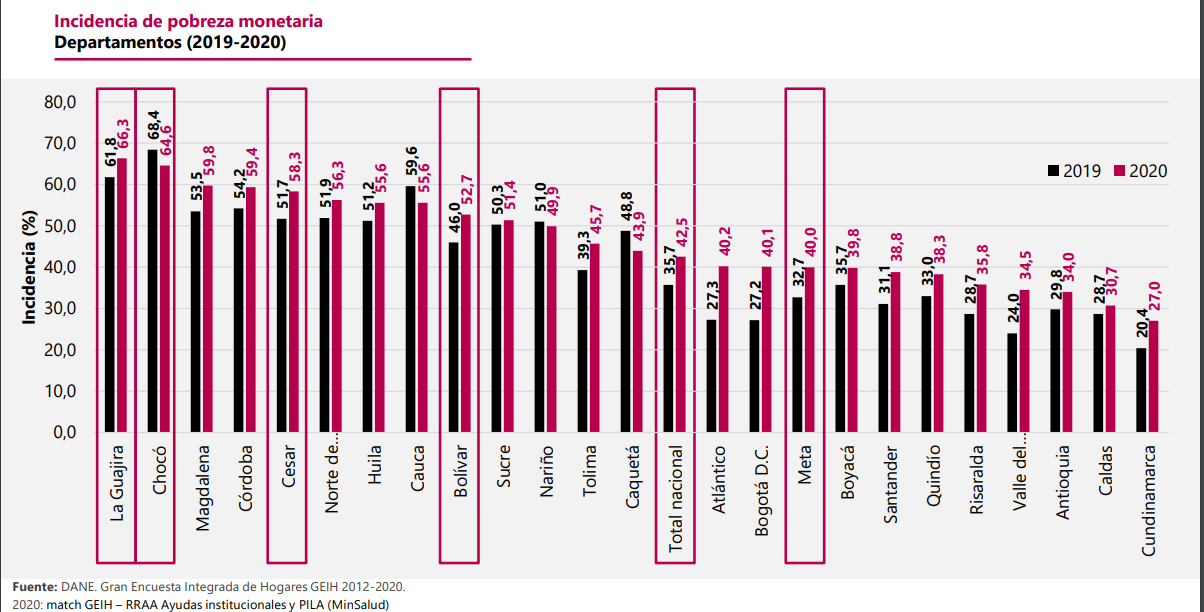 Incidencia de pobreza monetaria
Departamentos (2019-2020)
80,0
70,0
60,0
50,0
40,0
30,0
20,0
10,0
0,0
Incidencia (%)
2019 2020
61,8 66,3
68,4 64,6
53,5 59,8
54,2 59,4
51,7 58,3
51,9 56,3
51,2 55,6
59,6 55,6
46,0 52,7
50,3 51,4
51,0 49,9
39,3 45,7
48,8 43,9
35,7 42,5
27,3 40,2
27,2 40,1
32,7 40,0
35,7 39,8
31,1 38,8
33,0 38,3
28,7 35,8
24,0 34,5
29,8 34,0
28,7 30,7
20,4 27,0
La Guajira
Chocó
Magdalena
Córdoba
Cesar
Norte de...
Huila
Cauca
Bolívar
Sucre
Nariño
Tolima
Caquetá
Total nacional
Atlántico
Bogotá D.C.
Meta
Boyacá
Santander
Quindío
Risaralda
Valle del...
Antioquia
Caldas
Cundinamarca
Fuente: DANE. Gran Encuesta Integrada de Hogares GEIH 2012-2020.
2020: match GEIH – RRAA Ayudas institucionales y PILA (MinSalud)